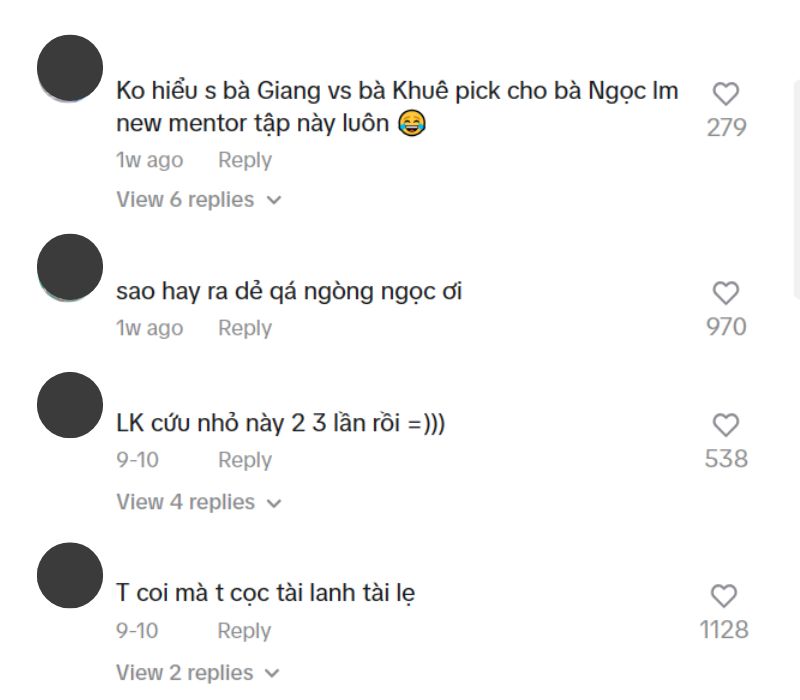 Ko hiểu s bà Giang vs bà Khuê pick cho bà Ngọc lm
new mentor tập này luôn 😂
279
1w ago Reply
View 6 replies
sao hay ra dẻ qá ngòng ngọc ơi
970
1w ago Reply
LK cứu nhỏ này 2 3 lần rồi =)))
538
9-10 Reply
View 4 replies
T coi mà t cọc tài lanh tài lẹ
1128
9-10 Reply
View 2 replies